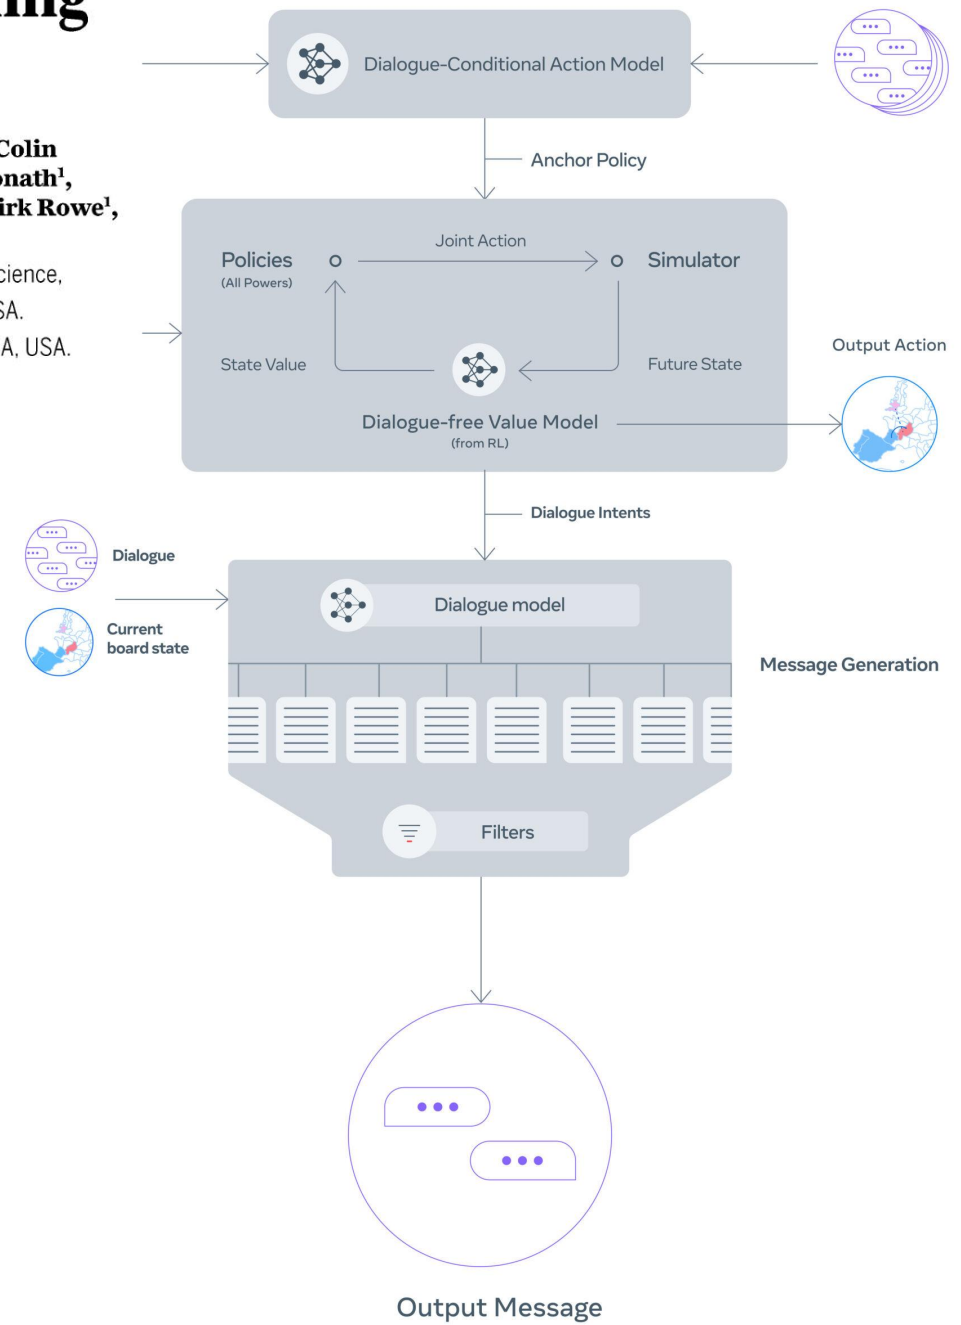 Dialogue-Conditional Action Model
Colin
onath¹,
irk Rowe¹,
cience,
SA.
A, USA.
Anchor Policy
Joint Action
Policies
(All Powers)
Simulator
State Value
Future State
Dialogue-free Value Model
(from RL)
Output Action
Dialogue Intents
Dialogue
Current
board state
Dialogue model
Message Generation
Filters
Output Message